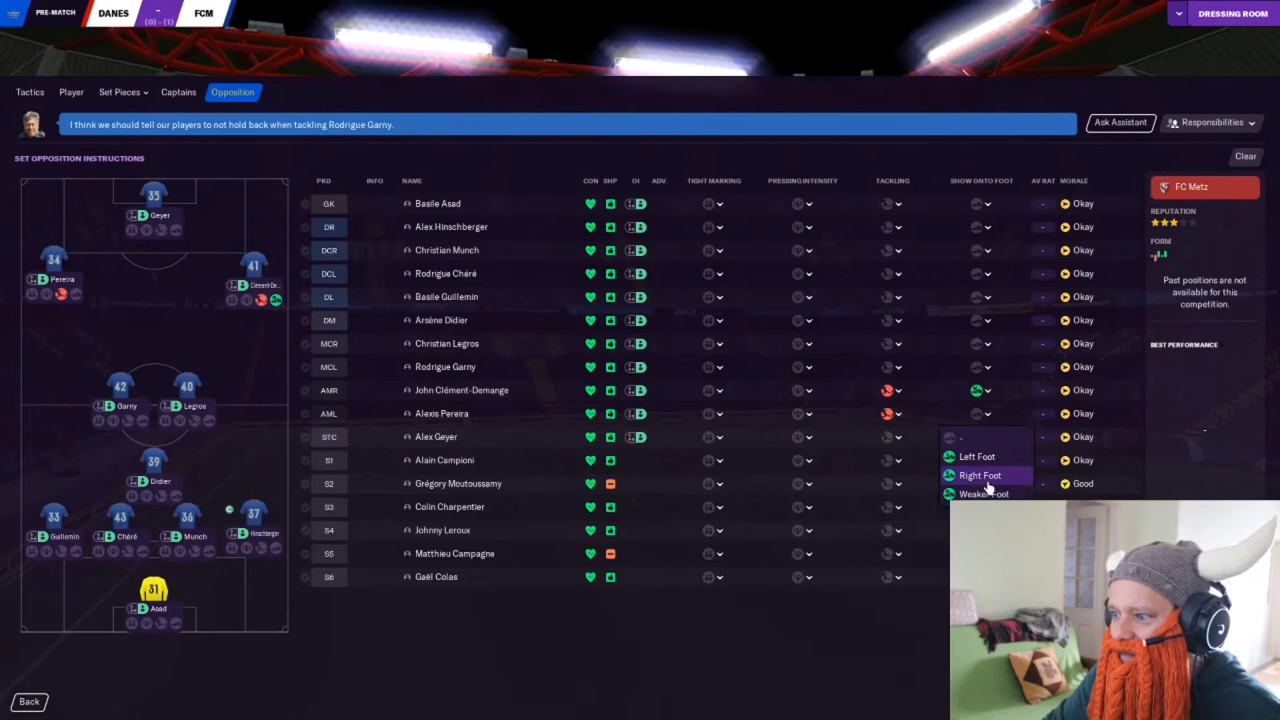 PRE-MATCH DANES - (0) - (1) FCM DRESSING ROOM
Tactics Player Set Pieces Captains Opposition
I think we should tell our players to not hold back when tackling Rodrigue Garny. Ask Assistant Responsibilities
SET OPPOSITION INSTRUCTIONS Clear
PKD INFO NAME CON SHP OI ADV. TIGHT MARKING PRESSING INTENSITY TACKLING SHOW ONTO FOOT AV RAT MORALE
GK Basile Asad - Okay
DR Alex Hinschberger - Okay
DCR Christian Munch - Okay
DCL Rodrigue Chéré - Okay
DL Basile Guillemin - Okay
DM Arsène Didier - Okay
MCR Christian Legros - Okay
MCL Rodrigue Garny - Okay
AMR John Clément-Demange - Okay
AML Alexis Pereira - Okay
STC Alex Geyer - Okay
S1 Alain Campioni - Okay
S2 Grégory Moutoussamy - Good
S3 Colin Charpentier
S4 Johnny Leroux
S5 Matthieu Campagne
S6 Gaël Colas
-
Left Foot
Right Foot
Weaker Foot
35
Geyer
34
Pereira
41
Clément-De...
42
Garny
40
Legros
39
Didier
33
Guillemin
43
Chéré
36
Munch
37
Hinschberger
31
Asad
FC Metz
REPUTATION
FORM
Past positions are
not available for this
competition.
BEST PERFORMANCE
-
Back